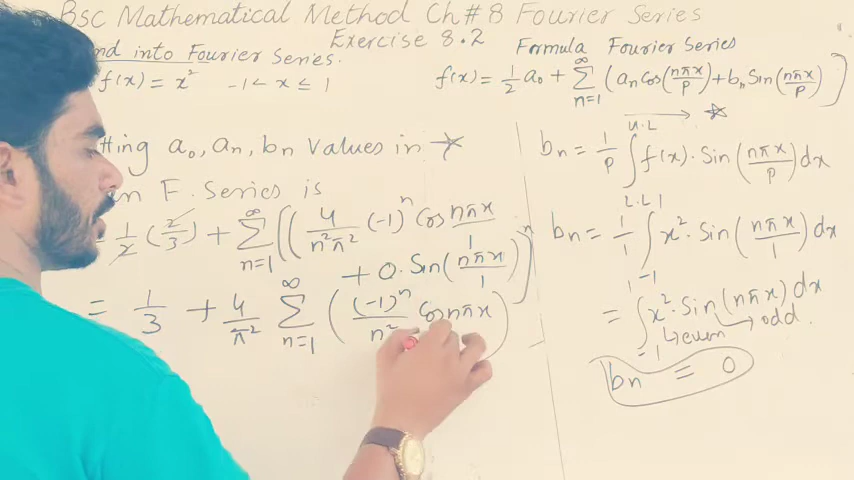 Bsc Mathematical Method Ch#8 Fourier Series
Exercise 8.2
nd into Fourier Series.
f(x) = x² -1 < x ≤ 1
Formula Fourier Series
f(x) = 1/2 a₀ + Σ n=1 ∞ (aₙ Cos(nπx/p) + bₙ Sin(nπx/p))
tting a₀, aₙ, bₙ Values in ☆
in F. Series is
= 1/2 (2/3) + Σ n=1 ∞ ((4/n²π² (-1)ⁿ Cos nπx/1
+ 0. Sin(nπx/1))
= 1/3 + 4/π² Σ n=1 ∞ ((-1)ⁿ/n² Cos nπx)
☆
bₙ = 1/p ∫ U.L L.L f(x). Sin(nπx/p) dx
bₙ = 1/1 ∫ 1 -1 x². Sin(nπx/1) dx
= ∫ 1 -1 x². Sin(nπx) dx
even odd.
bₙ = 0